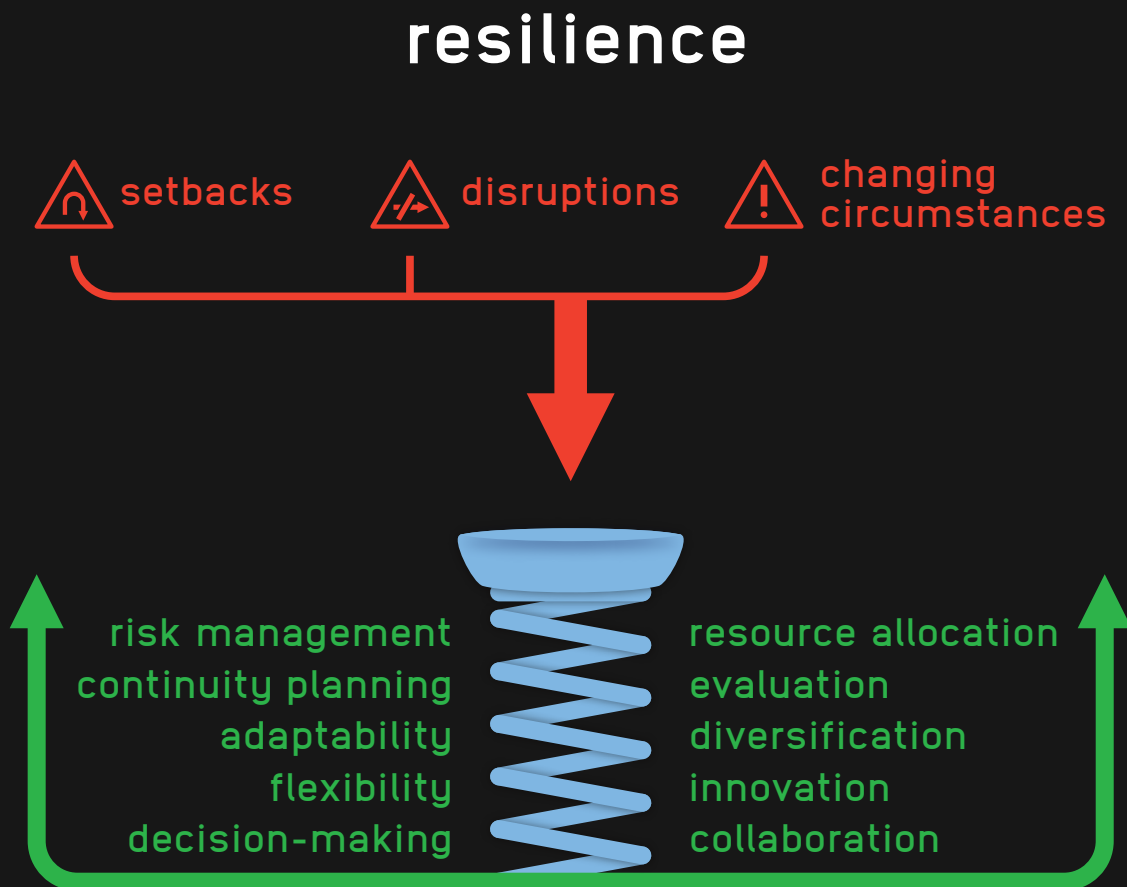 resilience
setbacks
disruptions
changing
circumstances
risk management
continuity planning
adaptability
flexibility
decision-making
resource allocation
evaluation
diversification
innovation
collaboration